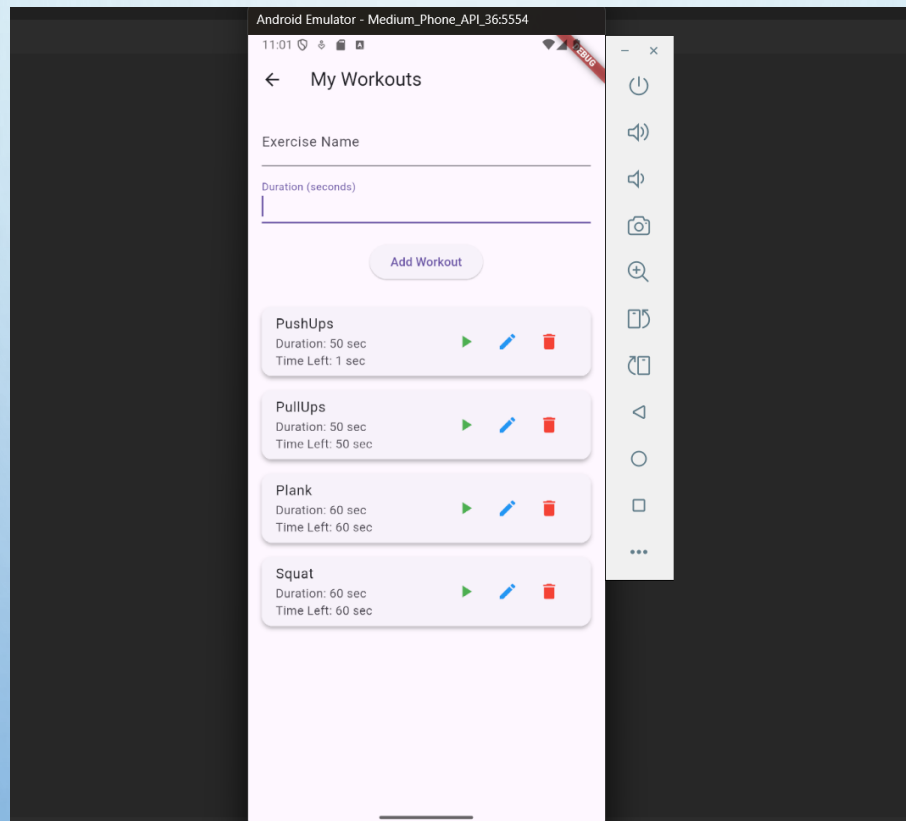 Android Emulator - Medium_Phone_API_36:5554
11:01
DEBUG
My Workouts
Exercise Name
Duration (seconds)
Add Workout
PushUps
Duration: 50 sec
Time Left: 1 sec
PullUps
Duration: 50 sec
Time Left: 50 sec
Plank
Duration: 60 sec
Time Left: 60 sec
Squat
Duration: 60 sec
Time Left: 60 sec